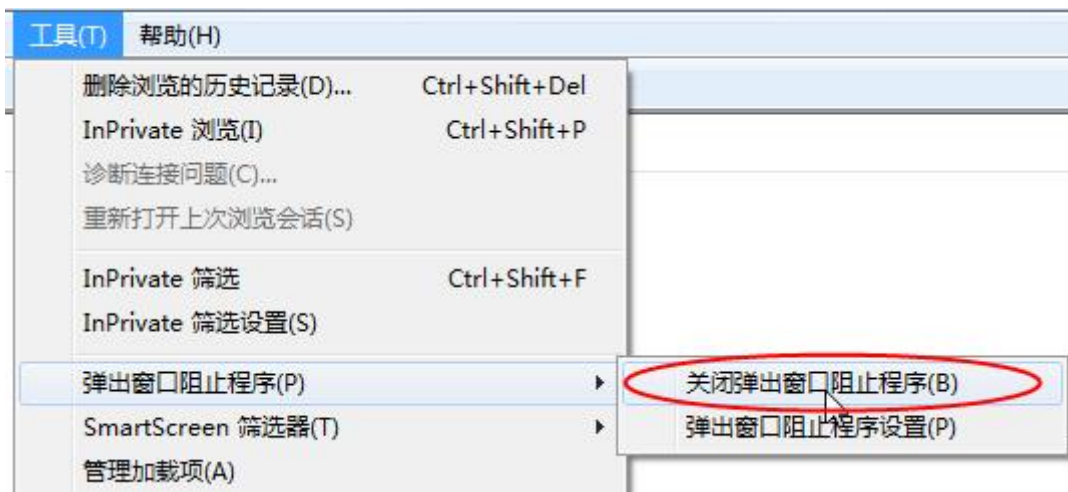 工具(T) 帮助(H)
删除浏览的历史记录(D)... Ctrl+Shift+Del
InPrivate 浏览(I) Ctrl+Shift+P
诊断连接问题(C)...
重新打开上次浏览会话(S)
InPrivate 筛选 Ctrl+Shift+F
InPrivate 筛选设置(S)
弹出窗口阻止程序(P) 关闭弹出窗口阻止程序(B)
SmartScreen 筛选器(T) 弹出窗口阻止程序设置(P)
管理加载项(A)